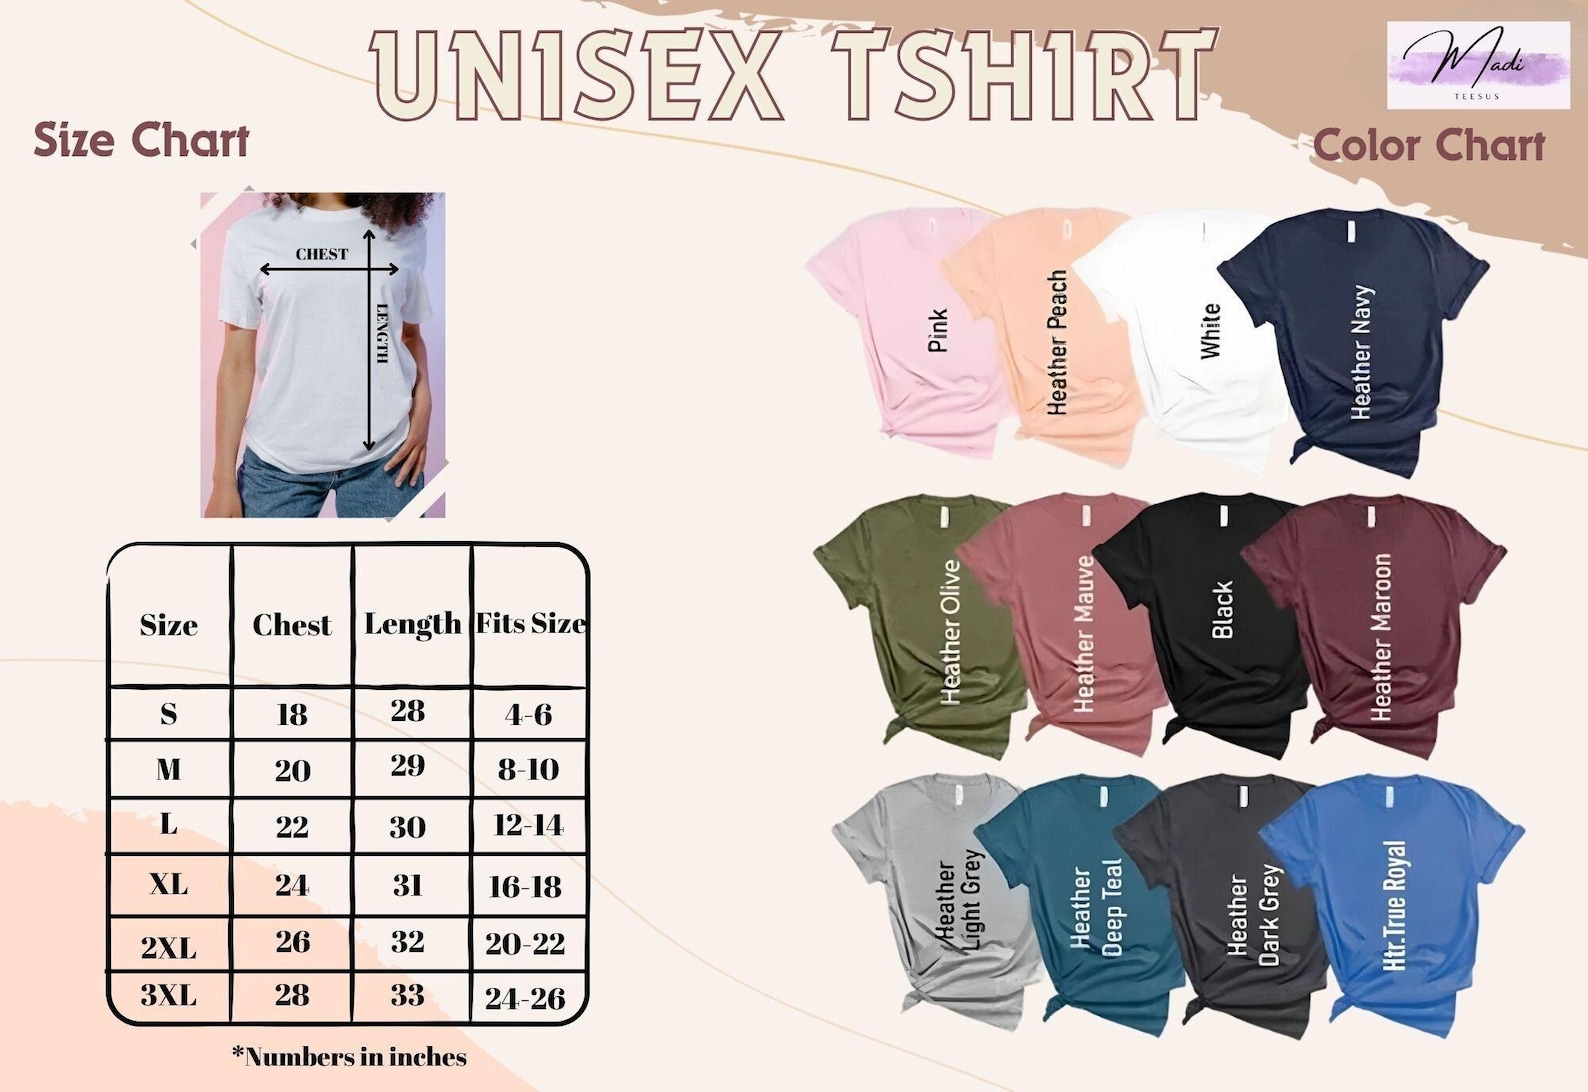 UNISEX TSHIRT
Madi
TEESUS
Size Chart
Color Chart
CHEST
LENGTH
Size Chest Length Fits Size
S 18 28 4-6
M 20 29 8-10
L 22 30 12-14
XL 24 31 16-18
2XL 26 32 20-22
3XL 28 33 24-26
*Numbers in inches
Pink
Heather Peach
White
Heather Navy
Heather Olive
Heather Mauve
Black
Heather Maroon
Heather
Light Grey
Heather
Deep Teal
Heather
Dark Grey
Htr.True Royal